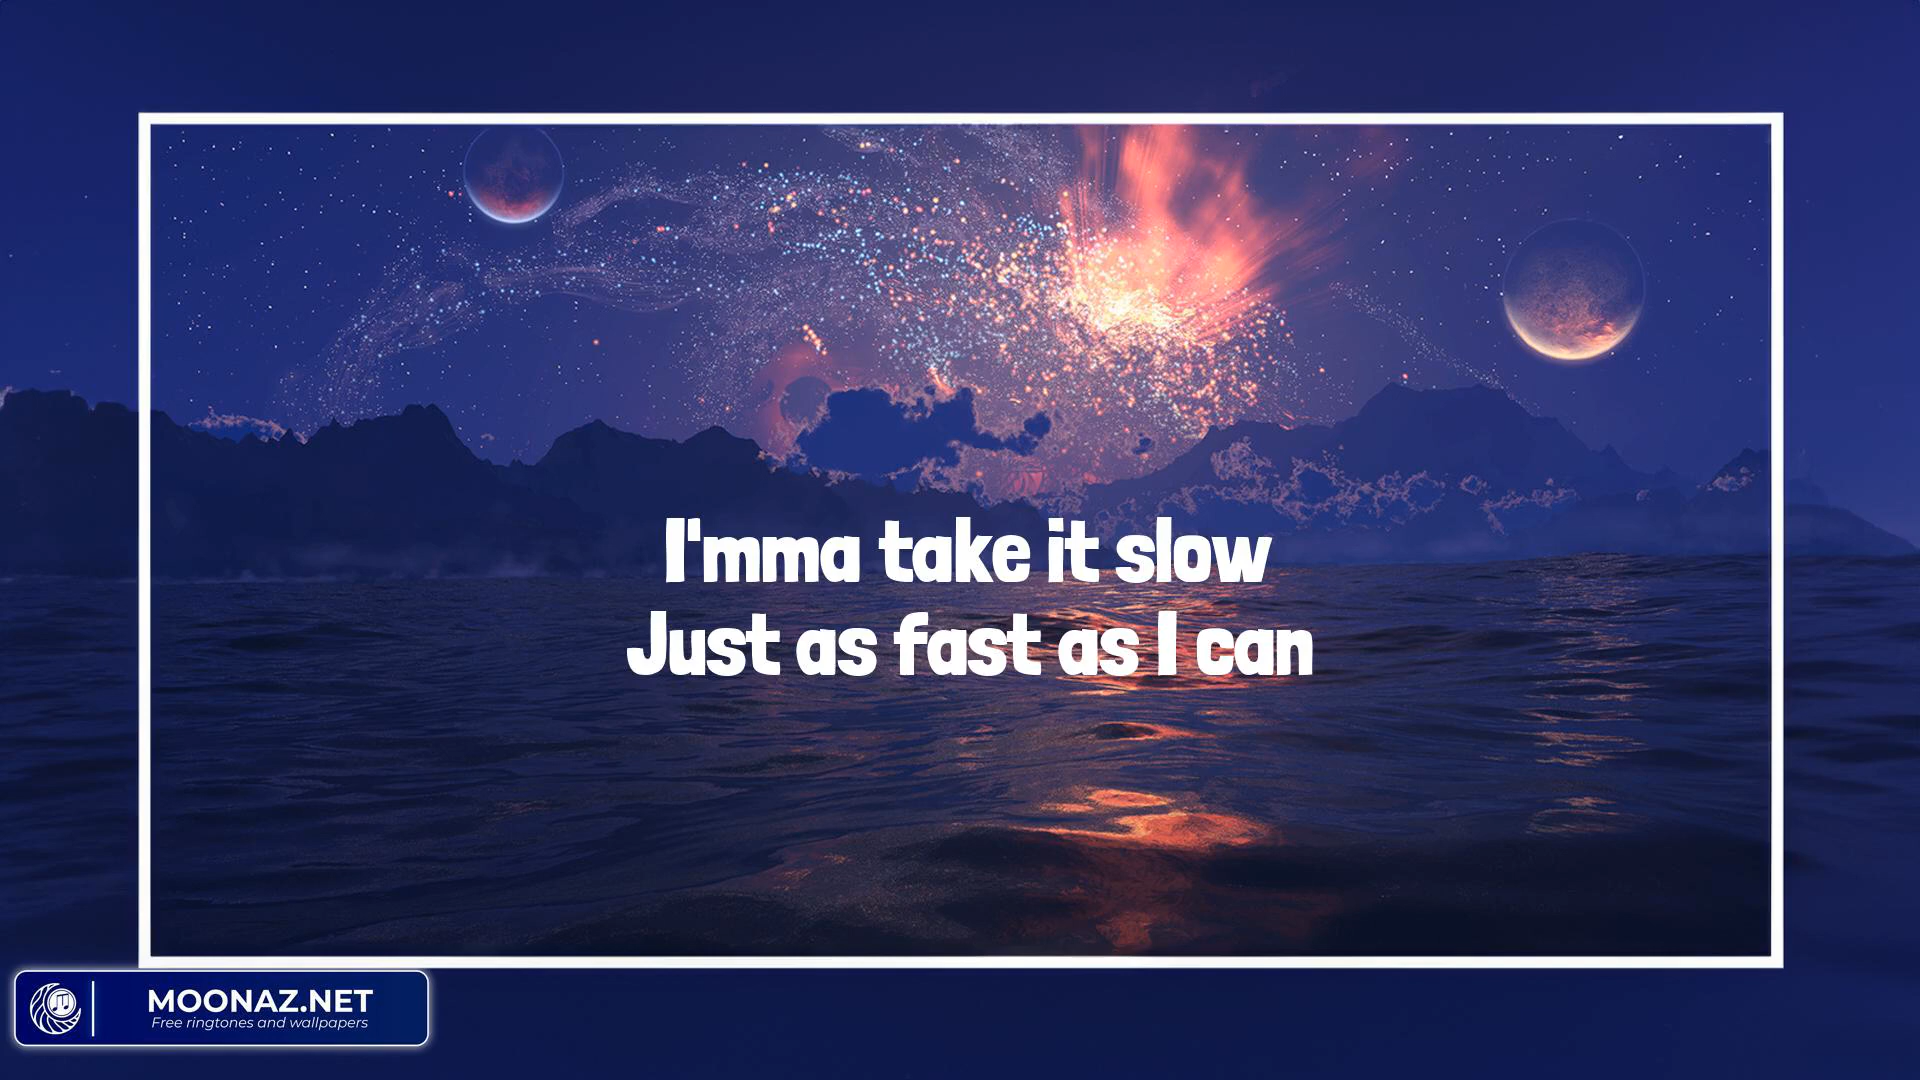 I'mma take it slow
Just as fast as I can
MOONAZ.NET
Free ringtones and wallpapers